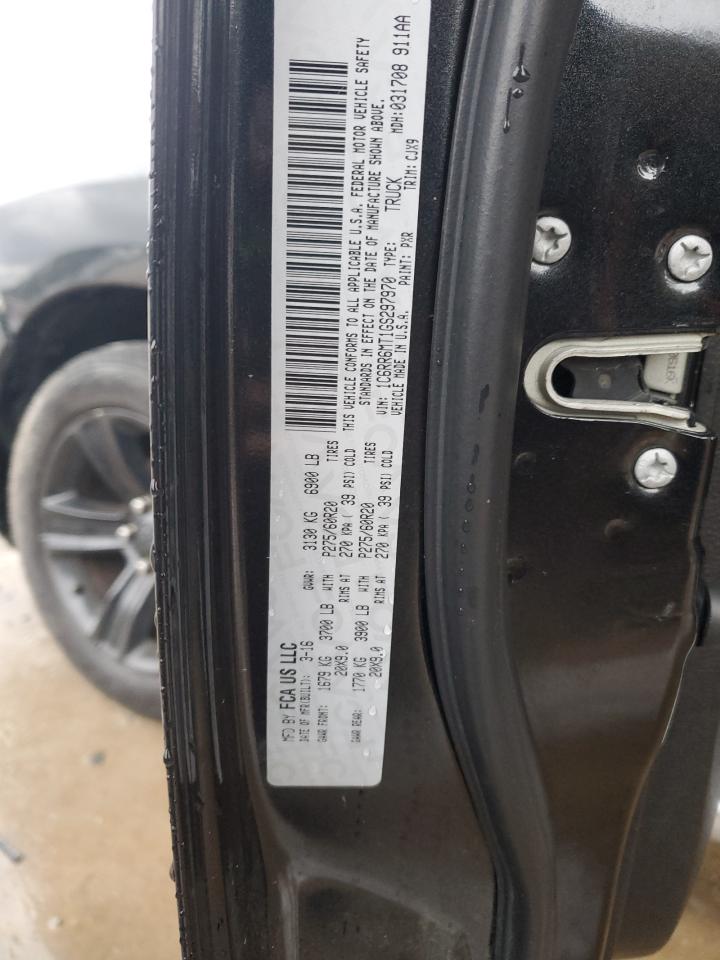 MFD BY FCA US LLC
DATE OF MFR(BUILT): 3-16 GVWR: 3130 KG 6900 LB
GAWR FRONT: 1679 KG 3700 LB WITH P275/60R20 TIRES
20X9.0 RIMS AT 270 KPA ( 39 PSI) COLD
GAWR REAR: 1770 KG 3900 LB WITH P275/60R20 TIRES
20X9.0 RIMS AT 270 KPA ( 39 PSI) COLD
THIS VEHICLE CONFORMS TO ALL APPLICABLE U.S.A. FEDERAL MOTOR VEHICLE SAFETY
STANDARDS IN EFFECT ON THE DATE OF MANUFACTURE SHOWN ABOVE.
VIN: 1C6RR6MT1GS297970 TYPE: TRUCK MDH:031708 911AA
VEHICLE MADE IN U.S.A. PAINT: PXR TRIM: CJX9